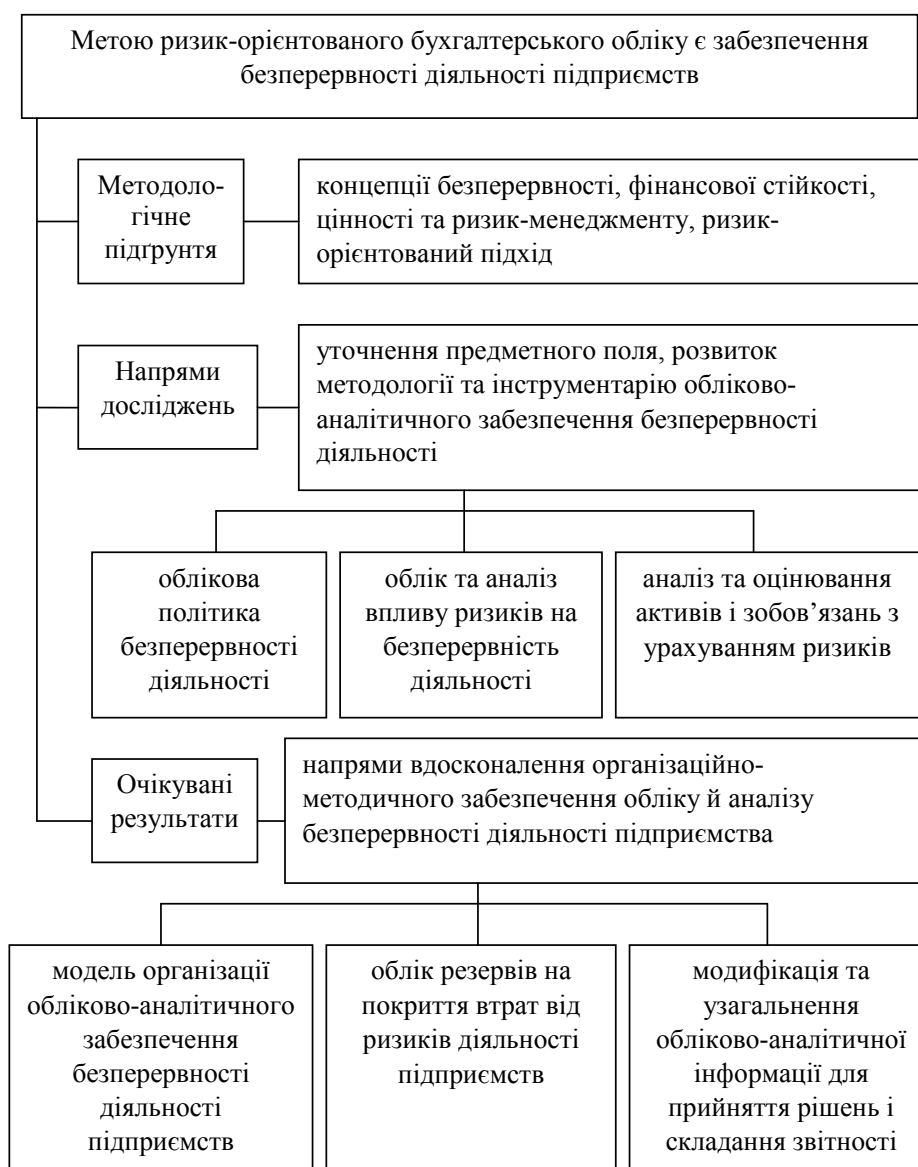 Метою ризик-орієнтованого бухгалтерського обліку є забезпечення
безперервності діяльності підприємств
Методоло-
гічне
підґрунтя
концепції безперервності, фінансової стійкості,
цінності та ризик-менеджменту, ризик-
орієнтований підхід
Напрями
досліджень
уточнення предметного поля, розвиток
методології та інструментарію обліково-
аналітичного забезпечення безперервності
діяльності
облікова
політика
безперервності
діяльності
облік та аналіз
впливу ризиків на
безперервність
діяльності
аналіз та оцінювання
активів і зобов’язань з
урахуванням ризиків
Очікувані
результати
напрями вдосконалення організаційно-
методичного забезпечення обліку й аналізу
безперервності діяльності підприємства
модель організації
обліково-аналітичного
забезпечення
безперервності
діяльності
підприємств
облік резервів на
покриття втрат від
ризиків діяльності
підприємств
модифікація та
узагальнення
обліково-аналітичної
інформації для
прийняття рішень і
складання звітності